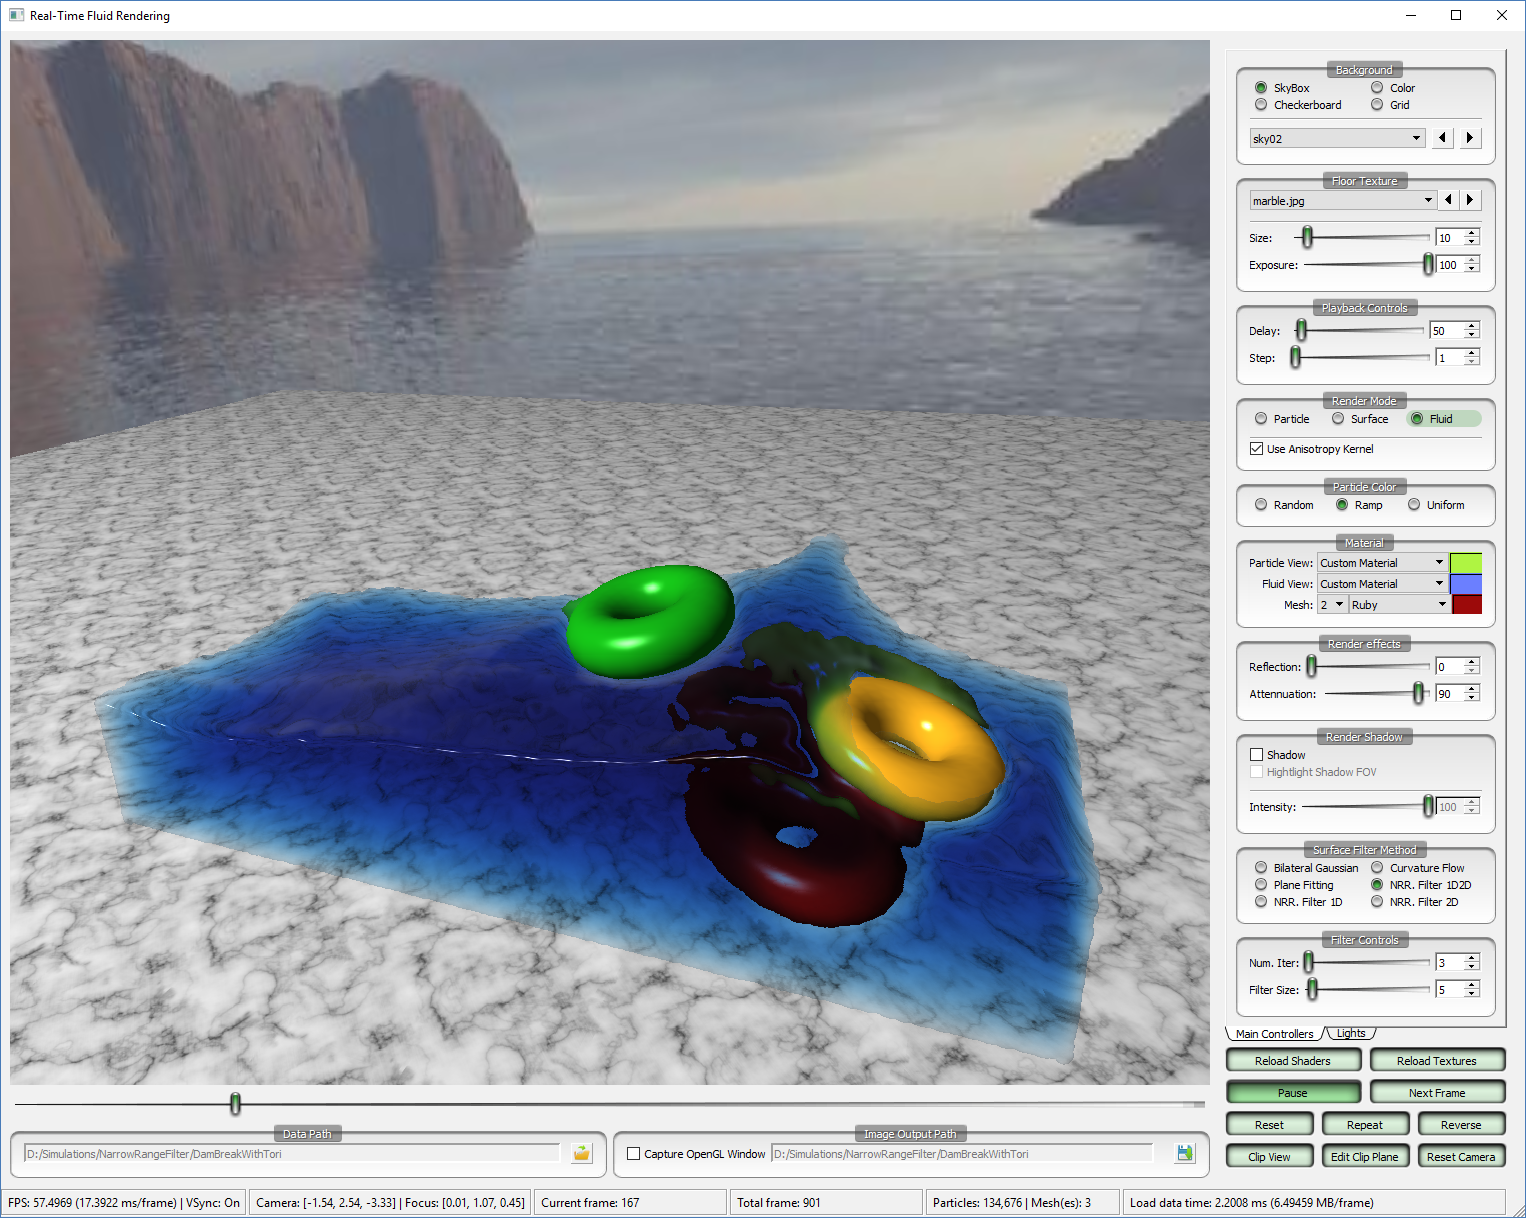 Real-Time Fluid Rendering
Background
SkyBox Color
Checkerboard Grid
sky02
Floor Texture
marble.jpg
Size: 10
Exposure: 100
Playback Controls
Delay: 50
Step: 1
Render Mode
Particle Surface Fluid
Use Anisotropy Kernel
Particle Color
Random Ramp Uniform
Material
Particle View: Custom Material
Fluid View: Custom Material
Mesh: 2 Ruby
Render effects
Reflection: 0
Attennuation: 90
Render Shadow
Shadow
Hightlight Shadow FOV
Intensity: 100
Surface Filter Method
Bilateral Gaussian Curvature Flow
Plane Fitting NRR. Filter 1D2D
NRR. Filter 1D NRR. Filter 2D
Filter Controls
Num. Iter: 3
Filter Size: 5
Main Controllers Lights
Reload Shaders Reload Textures
Pause Next Frame
Reset Repeat Reverse
Clip View Edit Clip Plane Reset Camera
Data Path
D:/Simulations/NarrowRangeFilter/DamBreakWithTori
Image Output Path
Capture OpenGL Window D:/Simulations/NarrowRangeFilter/DamBreakWithTori
FPS: 57.4969 (17.3922 ms/frame) | VSync: On
Camera: [-1.54, 2.54, -3.33] | Focus: [0.01, 1.07, 0.45]
Current frame: 167
Total frame: 901
Particles: 134,676 | Mesh(es): 3
Load data time: 2.2008 ms (6.49459 MB/frame)